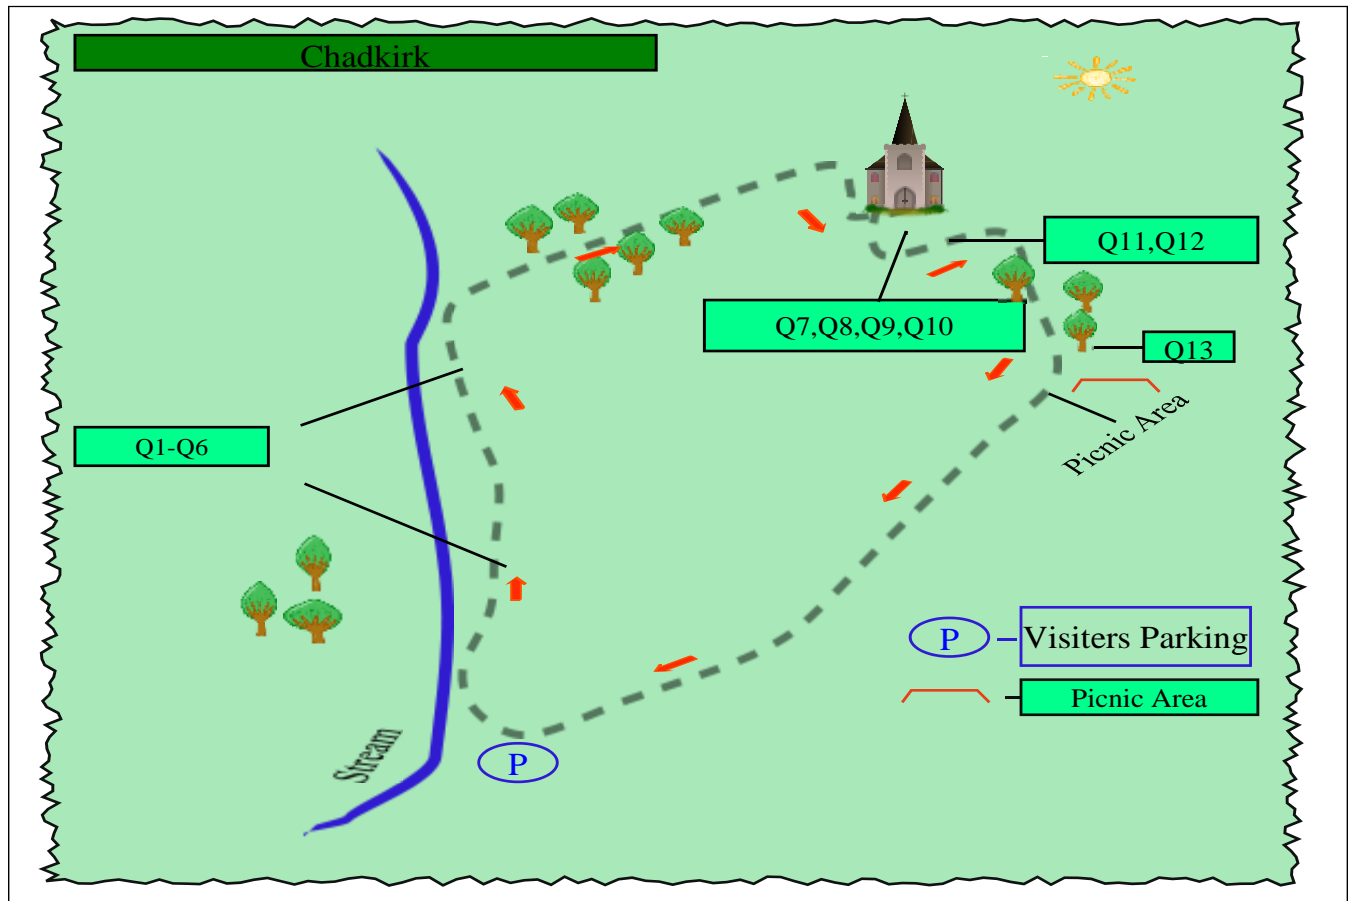 Chadkirk
Q11,Q12
Q7,Q8,Q9,Q10
Q13
Picnic Area
Q1-Q6
P
Visiters Parking
Picnic Area
Stream
P